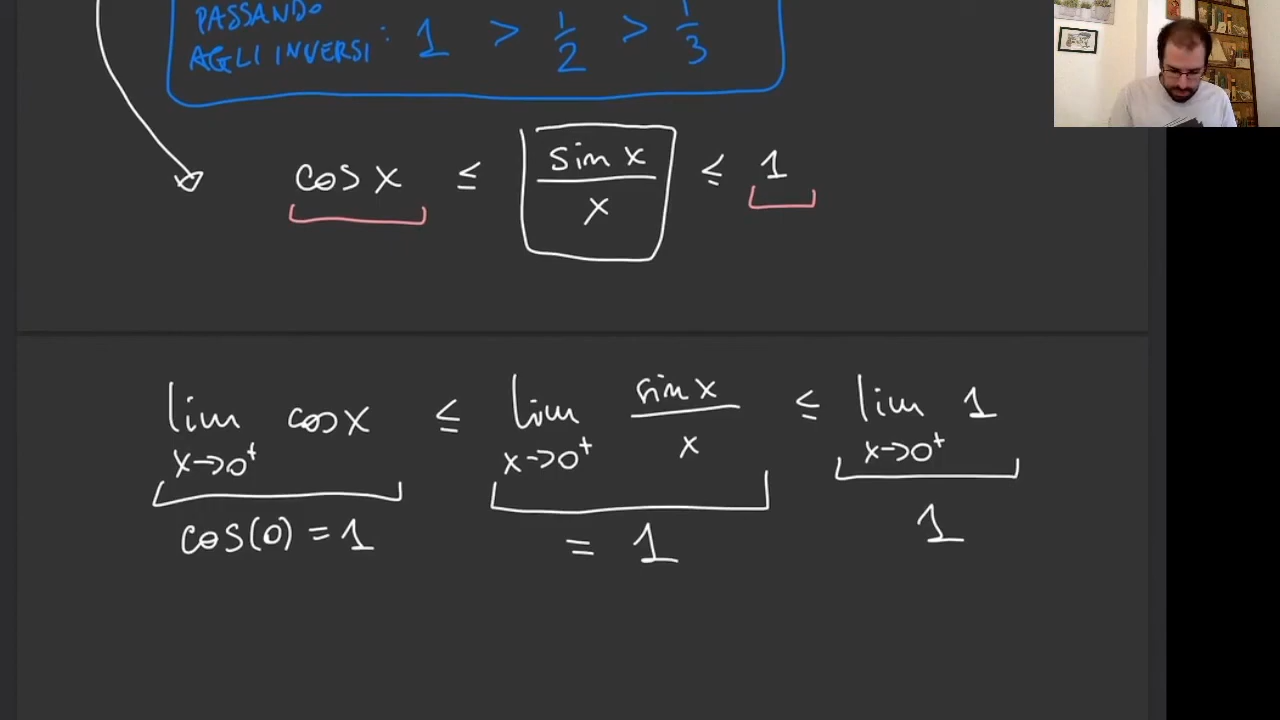 PASSANDO
AGLI INVERSI : 1 > 1/2 > 1/3
cos x ≤ sin x / x ≤ 1
lim x→0⁺ cos x ≤ lim x→0⁺ sin x / x ≤ lim x→0⁺ 1
cos(0) = 1 = 1 1